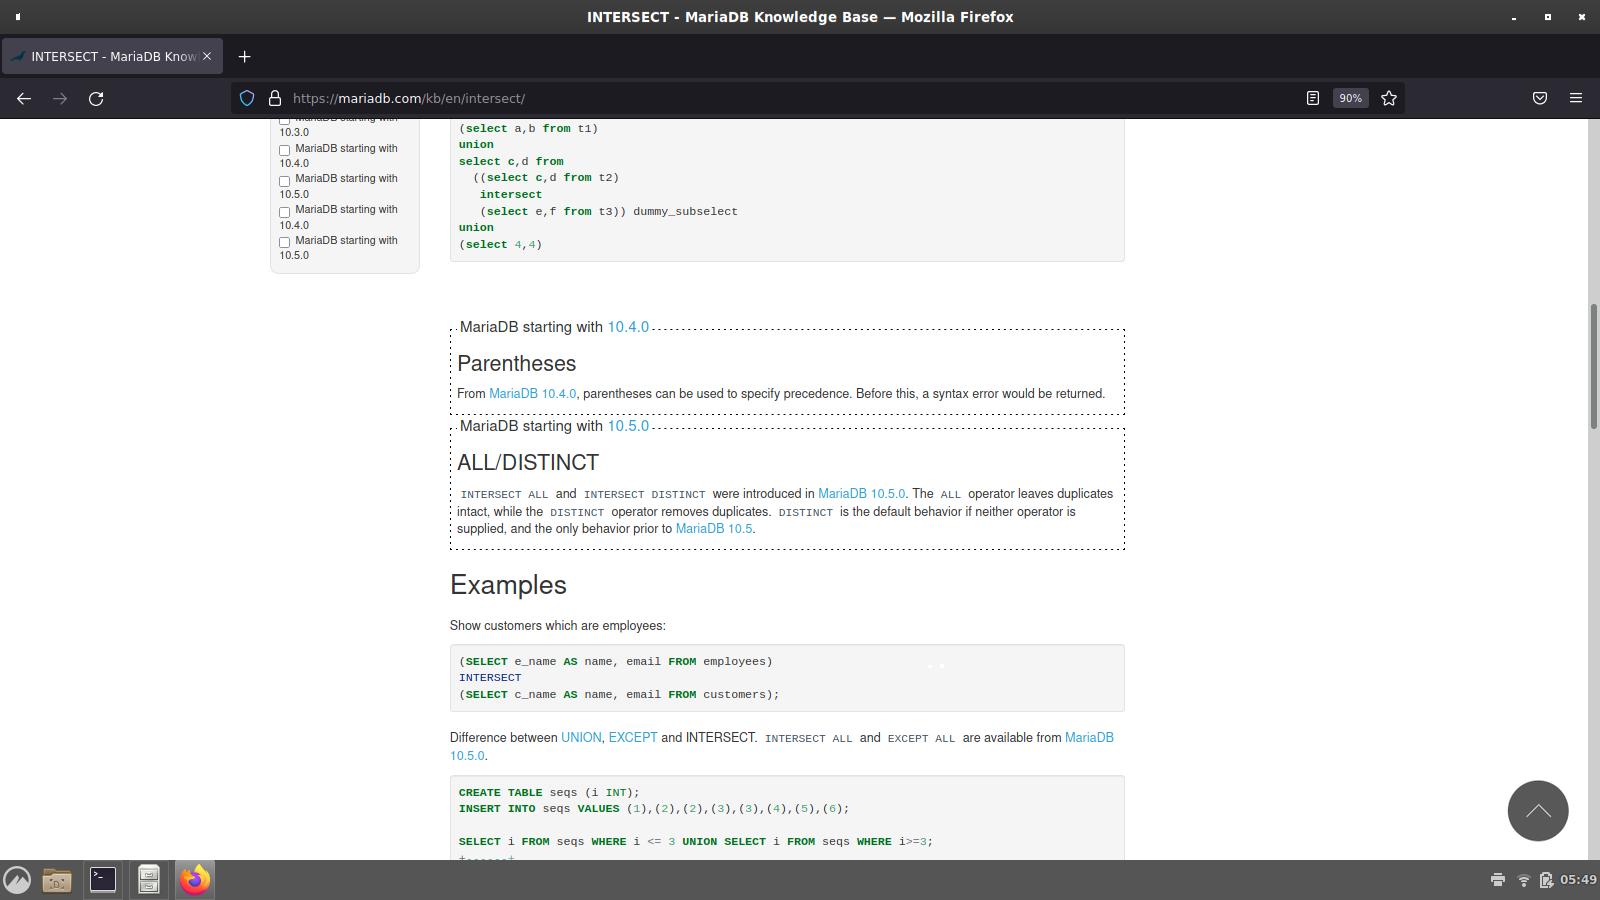 INTERSECT - MariaDB Knowledge Base — Mozilla Firefox
INTERSECT - MariaDB Know
https://mariadb.com/kb/en/intersect/
90%
MariaDB starting with
10.3.0
MariaDB starting with
10.4.0
MariaDB starting with
10.5.0
MariaDB starting with
10.4.0
MariaDB starting with
10.5.0
(select a,b from t1)
union
select c,d from
((select c,d from t2)
intersect
(select e,f from t3)) dummy_subselect
union
(select 4,4)
MariaDB starting with 10.4.0
Parentheses
From MariaDB 10.4.0, parentheses can be used to specify precedence. Before this, a syntax error would be returned.
MariaDB starting with 10.5.0
ALL/DISTINCT
INTERSECT ALL and INTERSECT DISTINCT were introduced in MariaDB 10.5.0. The ALL operator leaves duplicates
intact, while the DISTINCT operator removes duplicates. DISTINCT is the default behavior if neither operator is
supplied, and the only behavior prior to MariaDB 10.5.
Examples
Show customers which are employees:
(SELECT e_name AS name, email FROM employees)
INTERSECT
(SELECT c_name AS name, email FROM customers);
Difference between UNION, EXCEPT and INTERSECT. INTERSECT ALL and EXCEPT ALL are available from MariaDB
10.5.0.
CREATE TABLE seqs (i INT);
INSERT INTO seqs VALUES (1),(2),(2),(3),(3),(4),(5),(6);
SELECT i FROM seqs WHERE i <= 3 UNION SELECT i FROM seqs WHERE i>=3;
+------+
05:49